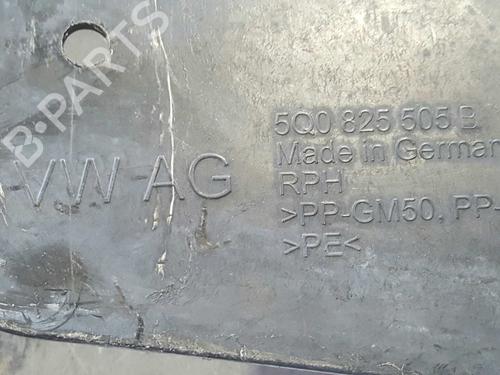 B-PARTS
VW AG
5Q0 825 505 B
Made in German
RPH
>PP-GM50, PP-
>PE<